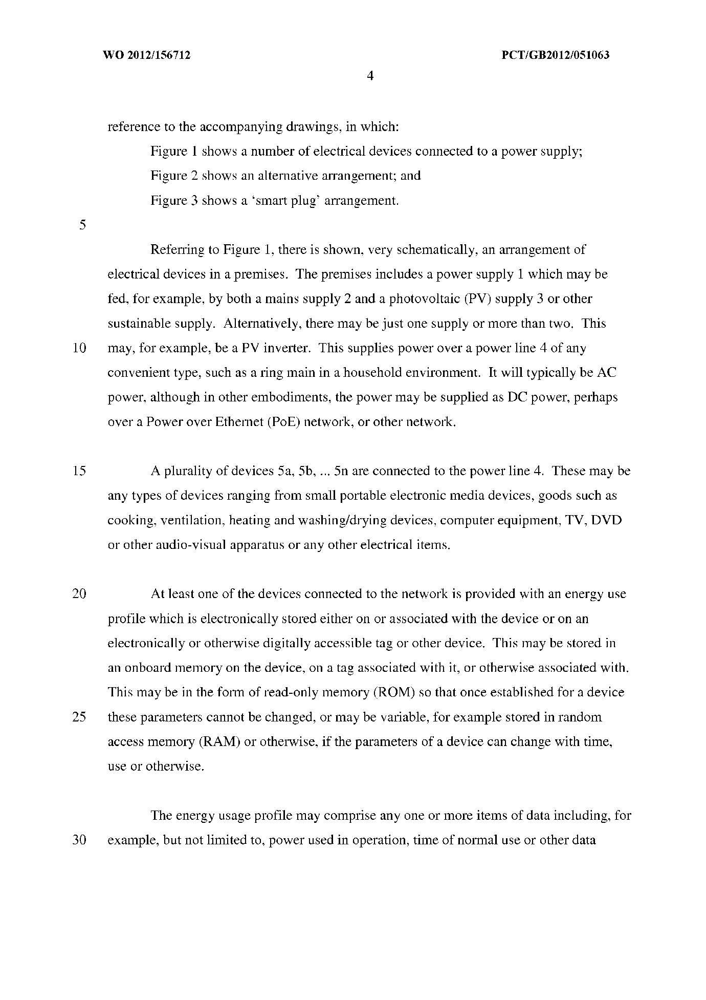 WO 2012/156712 PCT/GB2012/051063
4
reference to the accompanying drawings, in which:
Figure 1 shows a number of electrical devices connected to a power supply;
Figure 2 shows an alternative arrangement; and
Figure 3 shows a ‘smart plug’ arrangement.
5
Referring to Figure 1, there is shown, very schematically, an arrangement of
electrical devices in a premises. The premises includes a power supply 1 which may be
fed, for example, by both a mains supply 2 and a photovoltaic (PV) supply 3 or other
sustainable supply. Alternatively, there may be just one supply or more than two. This
10 may, for example, be a PV inverter. This supplies power over a power line 4 of any
convenient type, such as a ring main in a household environment. It will typically be AC
power, although in other embodiments, the power may be supplied as DC power, perhaps
over a Power over Ethernet (PoE) network, or other network.
15 A plurality of devices 5a, 5b, ... 5n are connected to the power line 4. These may be
any types of devices ranging from small portable electronic media devices, goods such as
cooking, ventilation, heating and washing/drying devices, computer equipment, TV, DVD
or other audio-visual apparatus or any other electrical items.
20 At least one of the devices connected to the network is provided with an energy use
profile which is electronically stored either on or associated with the device or on an
electronically or otherwise digitally accessible tag or other device. This may be stored in
an onboard memory on the device, on a tag associated with it, or otherwise associated with.
This may be in the form of read-only memory (ROM) so that once established for a device
25 these parameters cannot be changed, or may be variable, for example stored in random
access memory (RAM) or otherwise, if the parameters of a device can change with time,
use or otherwise.
The energy usage profile may comprise any one or more items of data including, for
30 example, but not limited to, power used in operation, time of normal use or other data